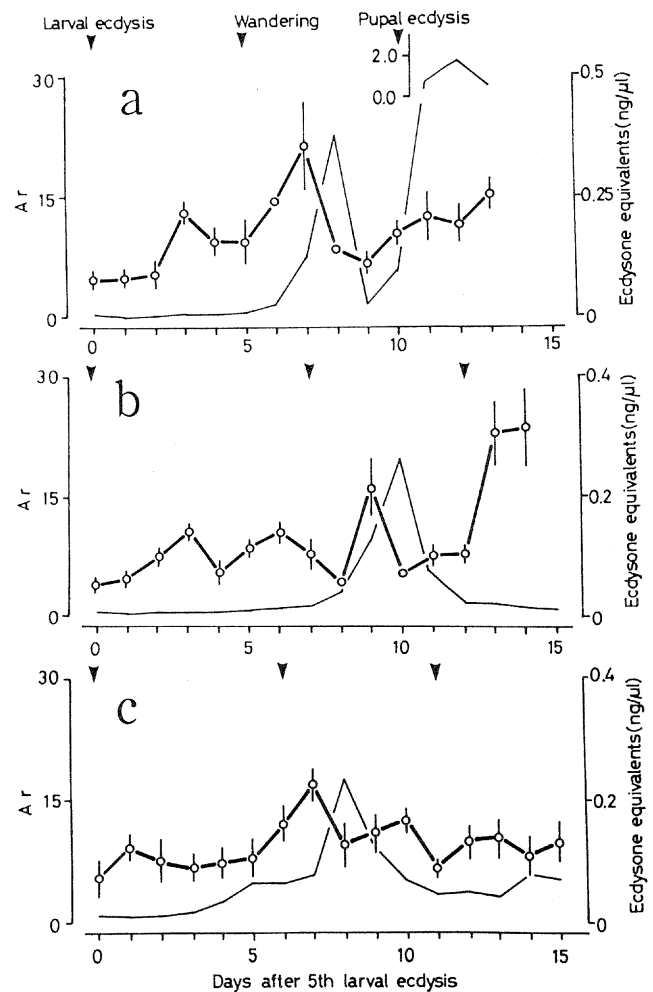 Larval ecdysis Wandering Pupal ecdysis
a
2.0
0.0
30
15
0
Ar
0.5
0.25
0
Ecdysone equivalents(ng/μl)
0 5 10 15
b
30
15
0
Ar
0.4
0.2
0
Ecdysone equivalents(ng/μl)
0 5 10 15
c
30
15
0
Ar
0.4
0.2
0
Ecdysone equivalents(ng/μl)
0 5 10 15
Days after 5th larval ecdysis